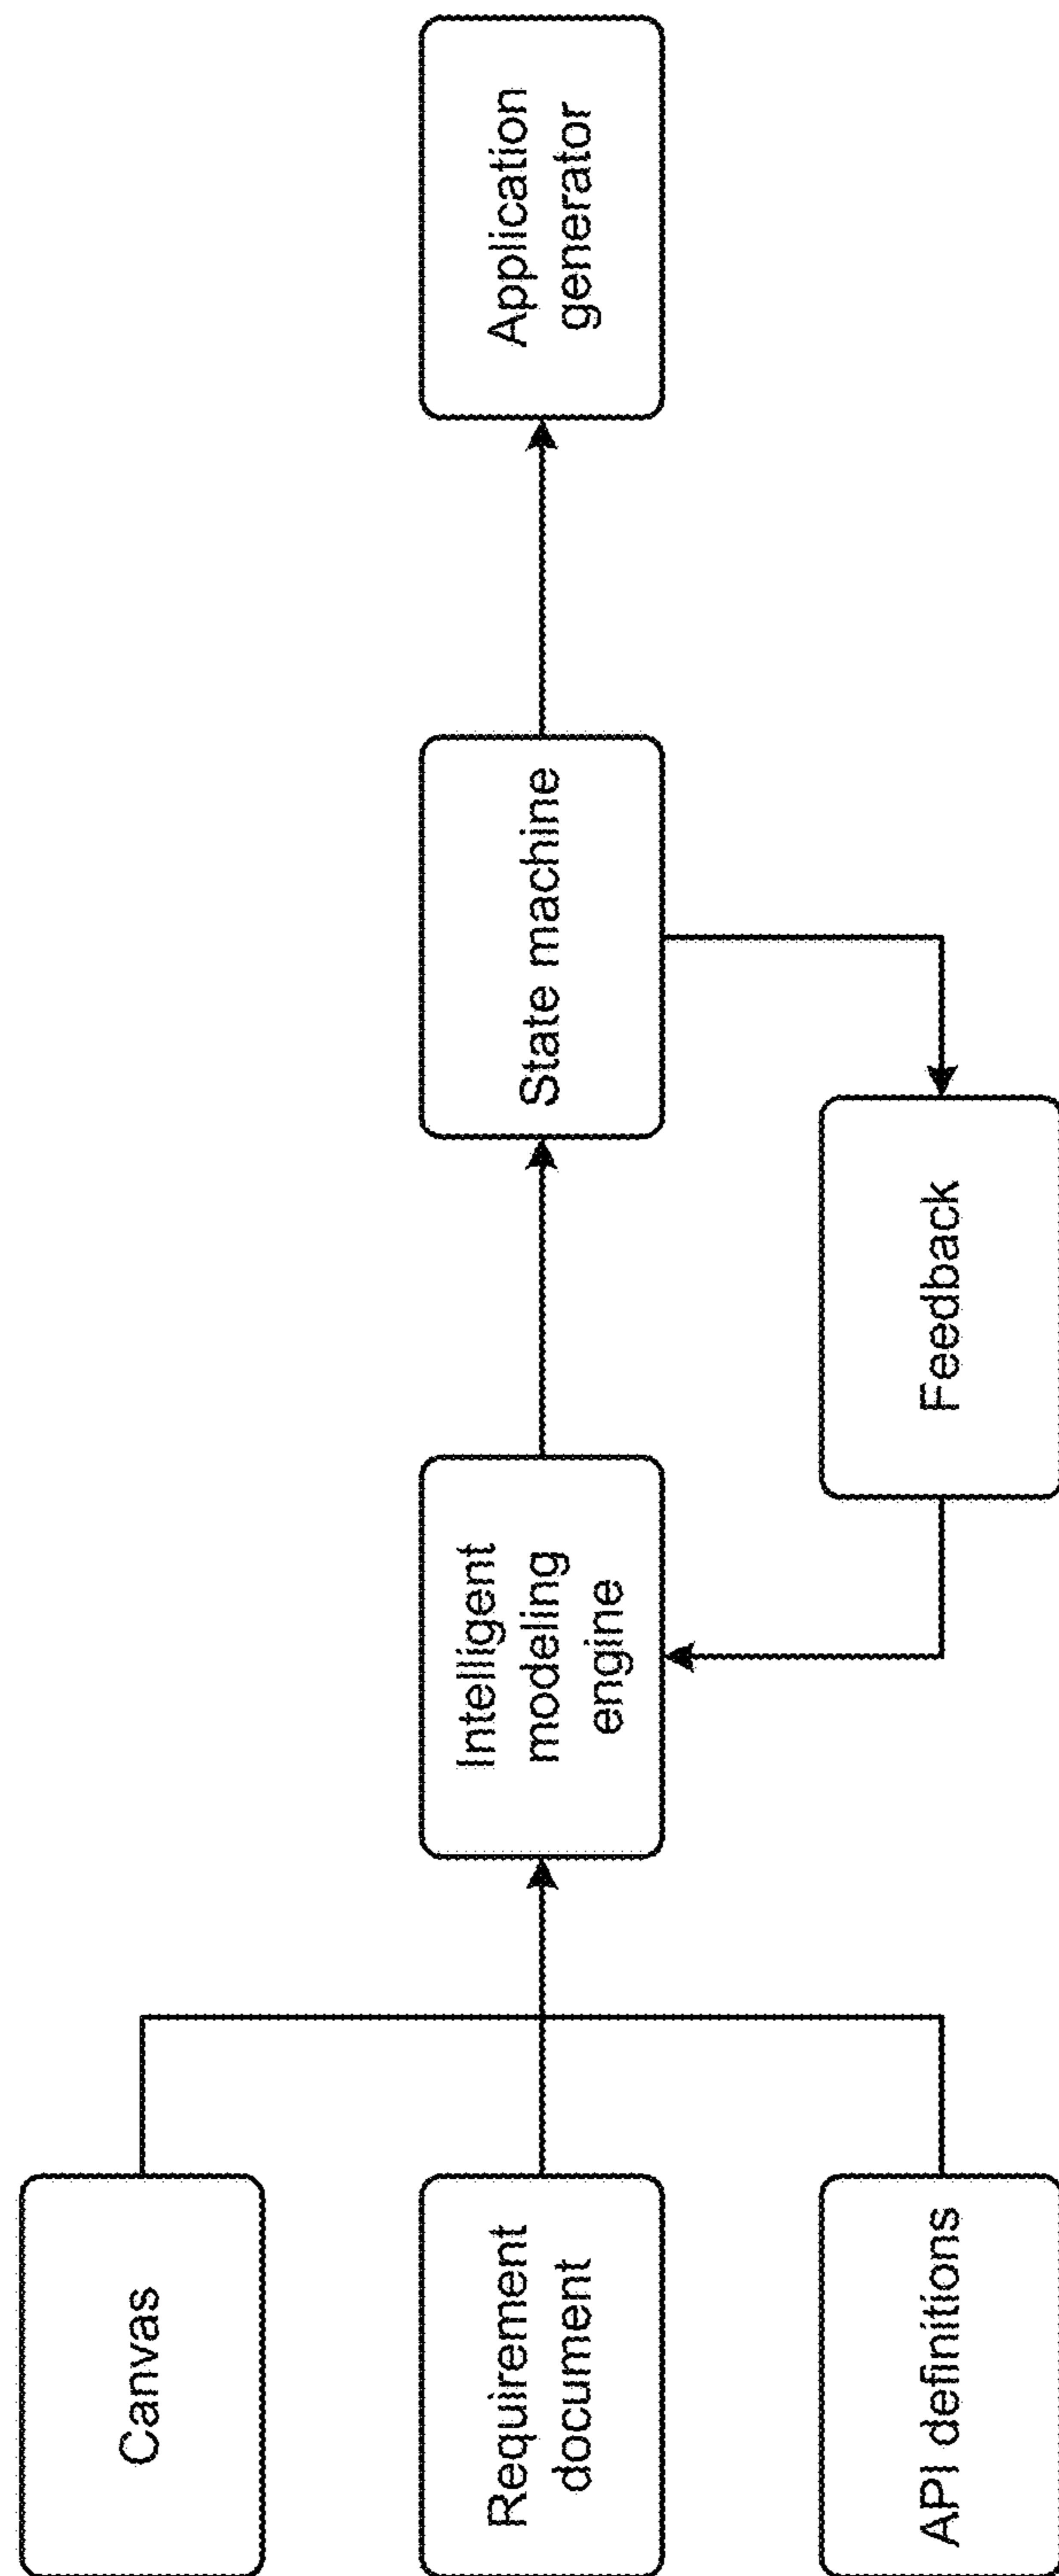 Canvas
Requirement
document
API definitions
Intelligent
modeling
engine
Feedback
State machine
Application
generator